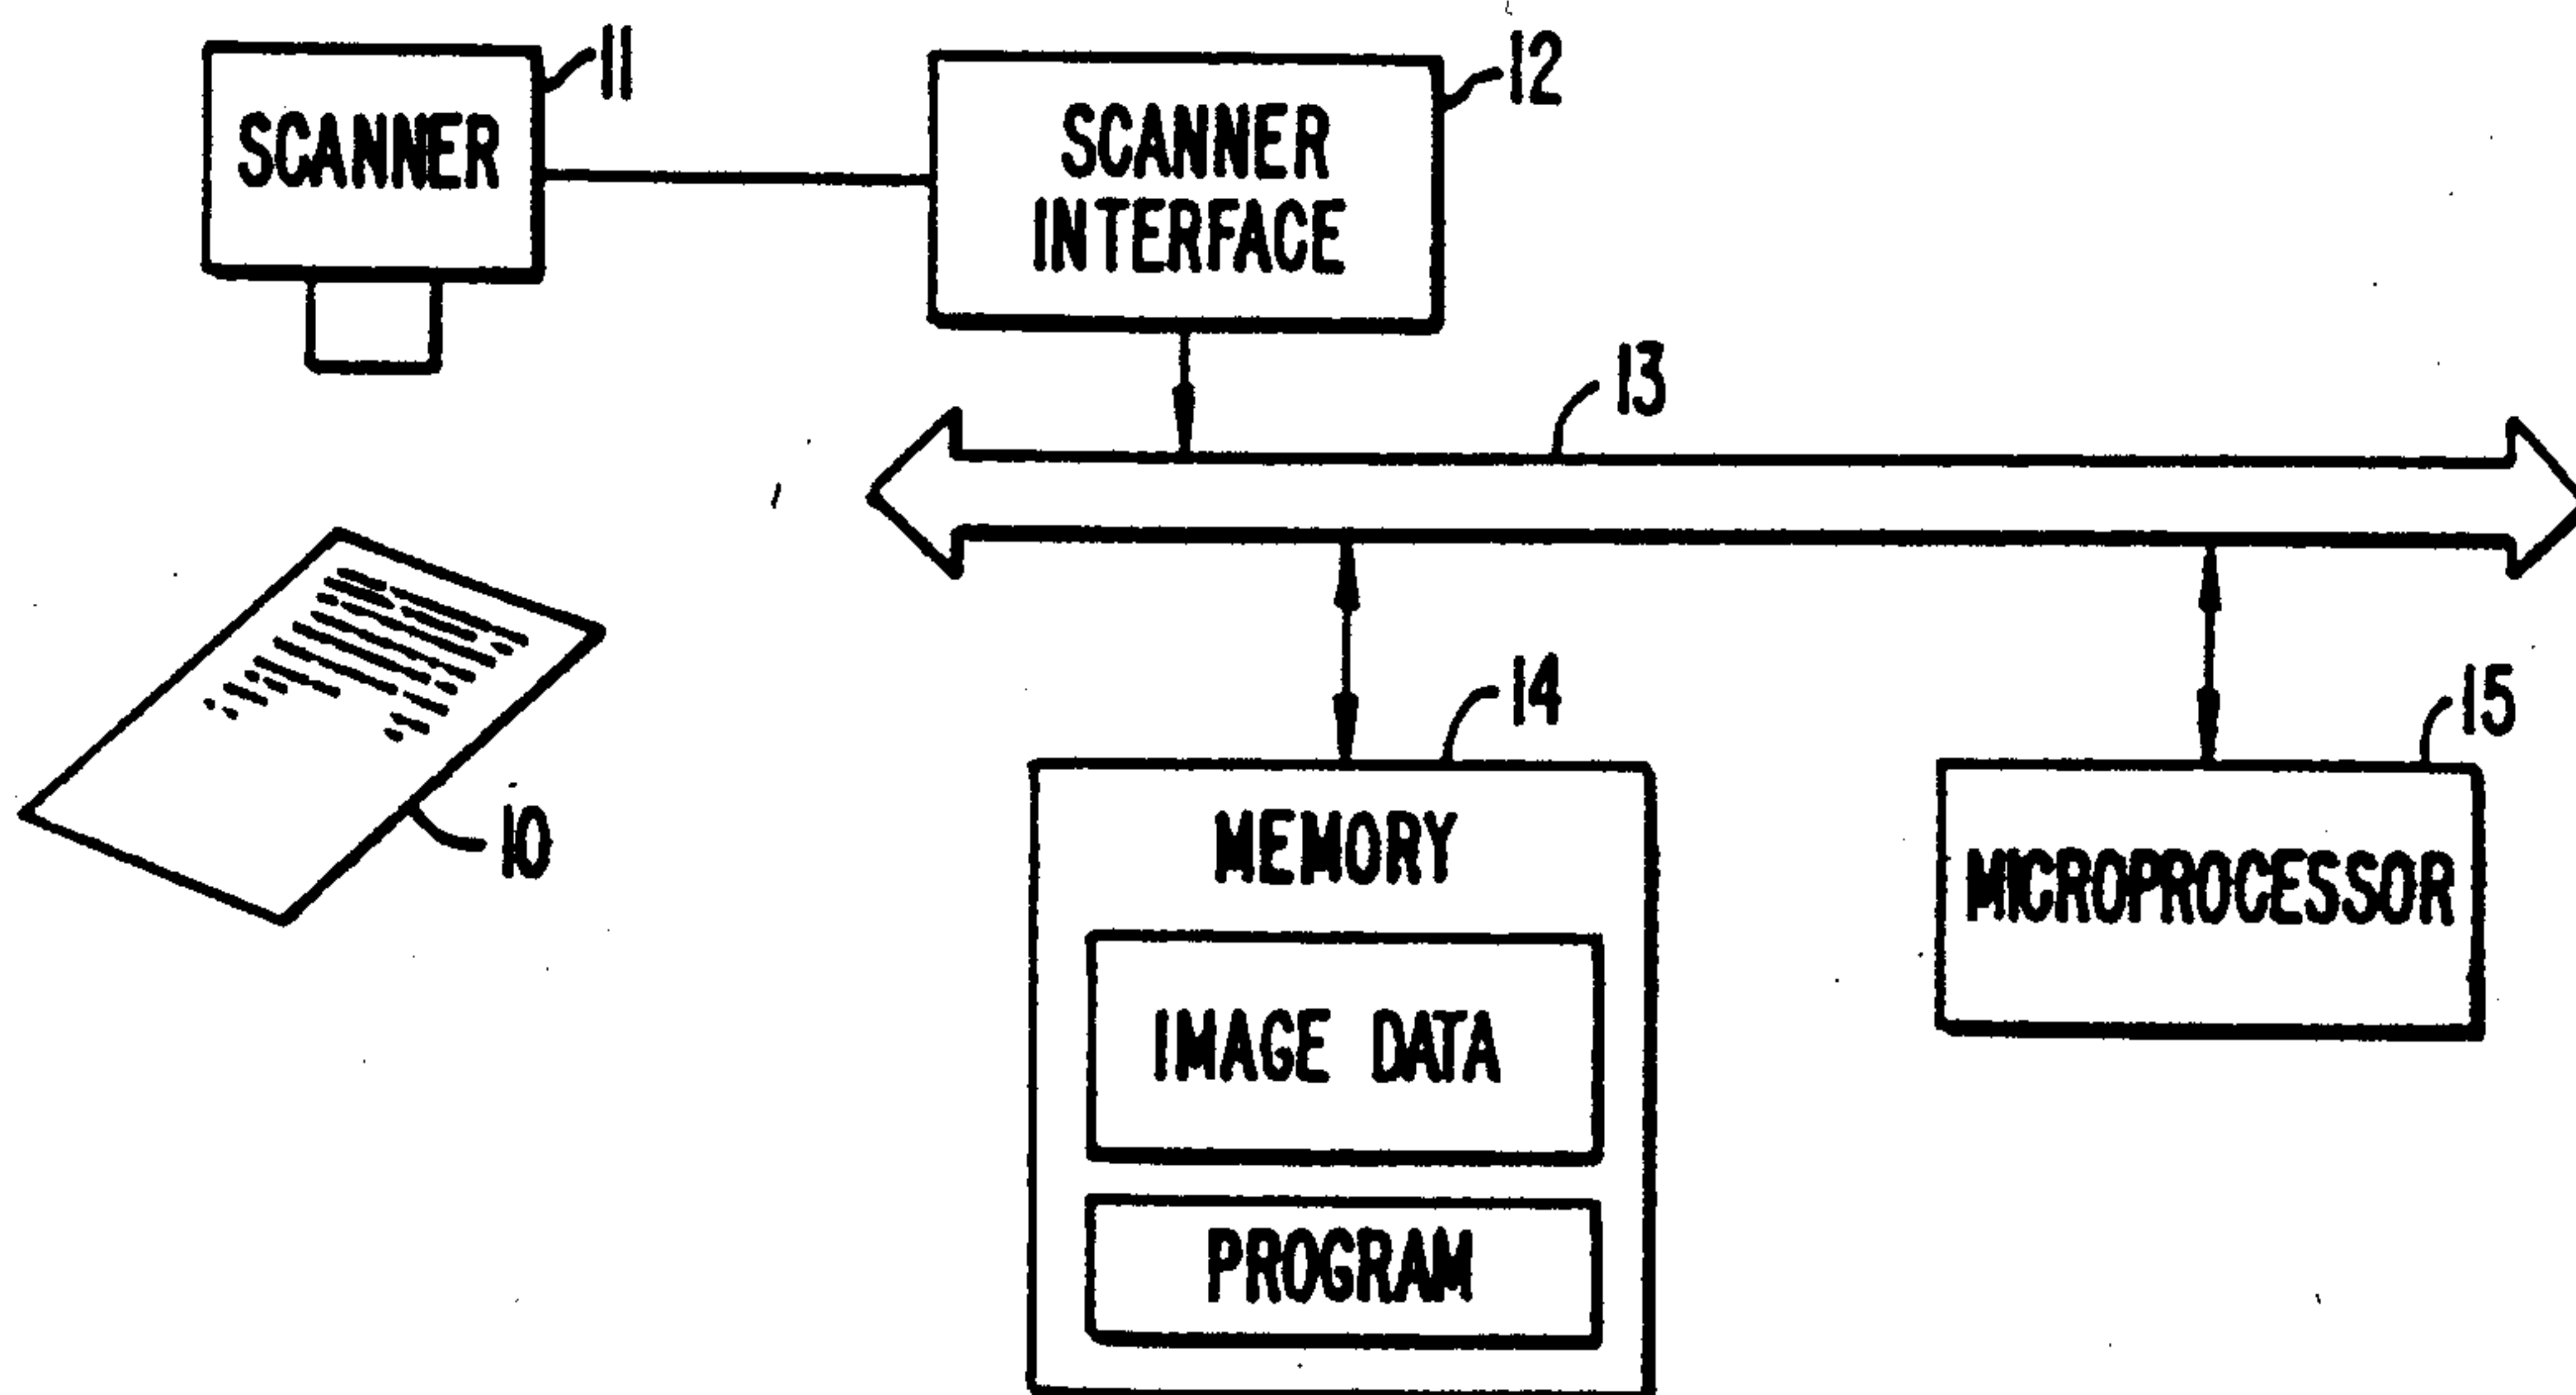 11
SCANNER
12
SCANNER
INTERFACE
13
10
14
MEMORY
IMAGE DATA
PROGRAM
15
MICROPROCESSOR